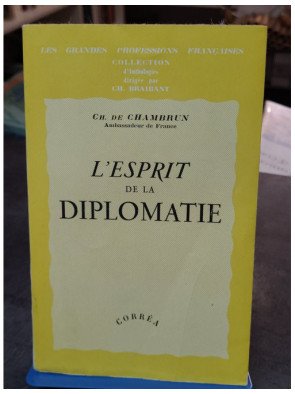 LES GRANDES PROFESSIONS FRANÇAISES
COLLECTION
d'Anthologies
dirigée par
CH. BRAIBANT
CH. DE CHAMBRUN
Ambassadeur de France
L'ESPRIT
DE LA
DIPLOMATIE
CORRÊA